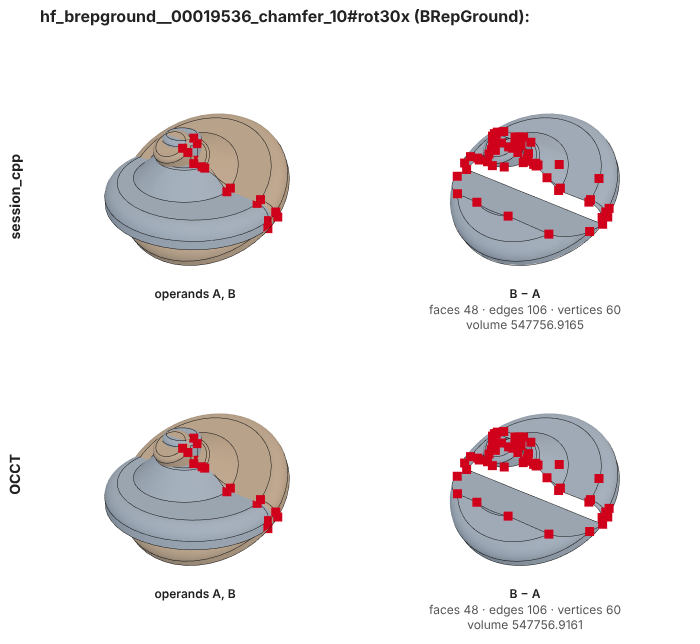 hf_brepground__00019536_chamfer_10#rot30x (BRepGround):
session_cpp
operands A, B
B − A
faces 48 · edges 106 · vertices 60
volume 547756.9165
OCCT
operands A, B
B − A
faces 48 · edges 106 · vertices 60
volume 547756.9161